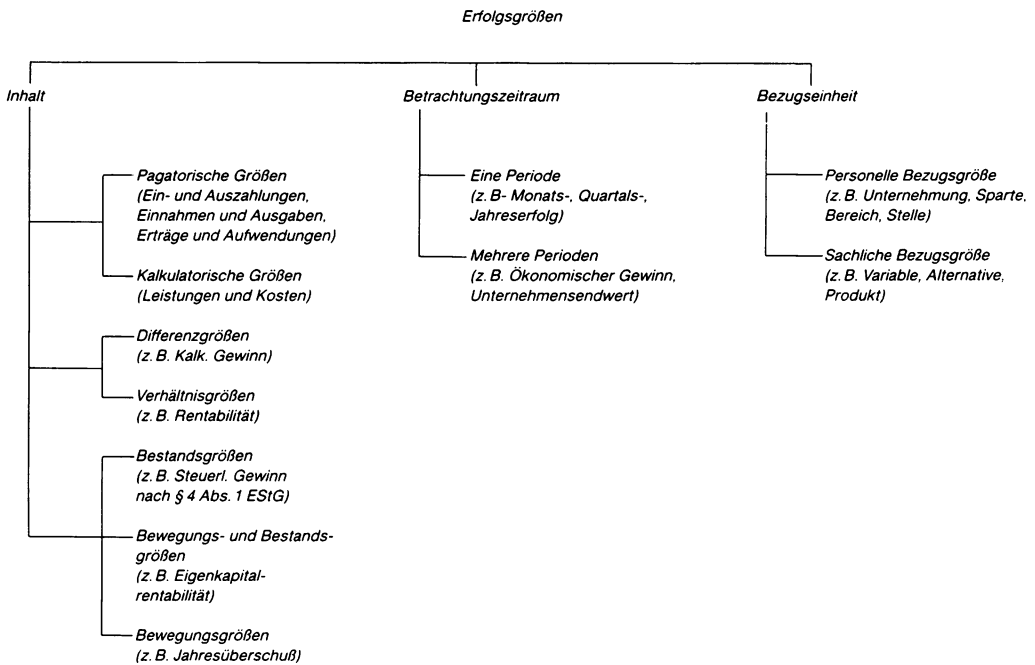 Erfolgsgrößen
Inhalt
Betrachtungszeitraum
Bezugseinheit
Pagatorische Größen
(Ein- und Auszahlungen,
Einnahmen und Ausgaben,
Erträge und Aufwendungen)
Kalkulatorische Größen
(Leistungen und Kosten)
Differenzgrößen
(z. B. Kalk. Gewinn)
Verhältnisgrößen
(z. B. Rentabilität)
Bestandsgrößen
(z. B. Steuerl. Gewinn
nach § 4 Abs. 1 EStG)
Bewegungs- und Bestands-
größen
(z. B. Eigenkapital-
rentabilität)
Bewegungsgrößen
(z. B. Jahresüberschuß)
Eine Periode
(z. B- Monats-, Quartals-,
Jahreserfolg)
Mehrere Perioden
(z. B. Ökonomischer Gewinn,
Unternehmensendwert)
Personelle Bezugsgröße
(z. B. Unternehmung, Sparte,
Bereich, Stelle)
Sachliche Bezugsgröße
(z. B. Variable, Alternative,
Produkt)